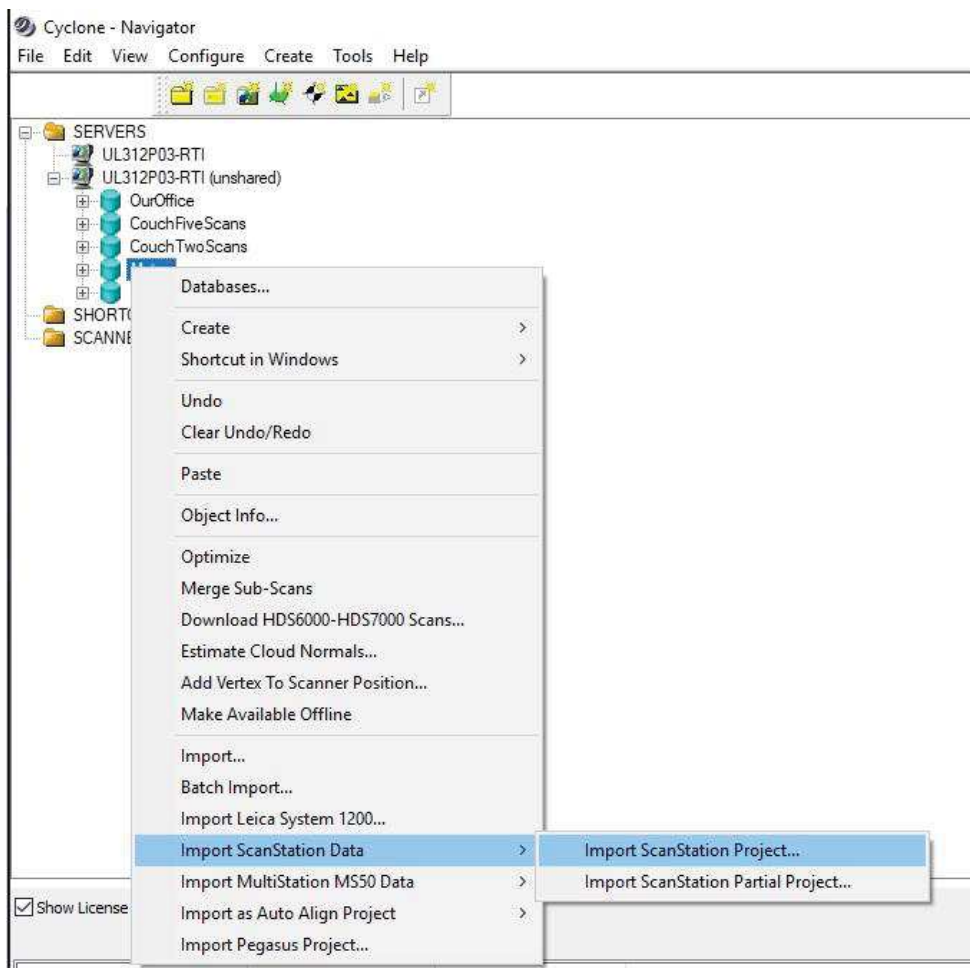 Cyclone - Navigator
File Edit View Configure Create Tools Help
SERVERS
UL312P03-RTI
UL312P03-RTI (unshared)
OurOffice
CouchFiveScans
CouchTwoScans
Databases...
Create
Shortcut in Windows
Undo
Clear Undo/Redo
Paste
Object Info...
Optimize
Merge Sub-Scans
Download HDS6000-HDS7000 Scans...
Estimate Cloud Normals...
Add Vertex To Scanner Position...
Make Available Offline
Import...
Batch Import...
Import Leica System 1200...
Import ScanStation Data
Import ScanStation Project...
Import MultiStation MS50 Data
Import ScanStation Partial Project...
Show License
Import as Auto Align Project
Import Pegasus Project...